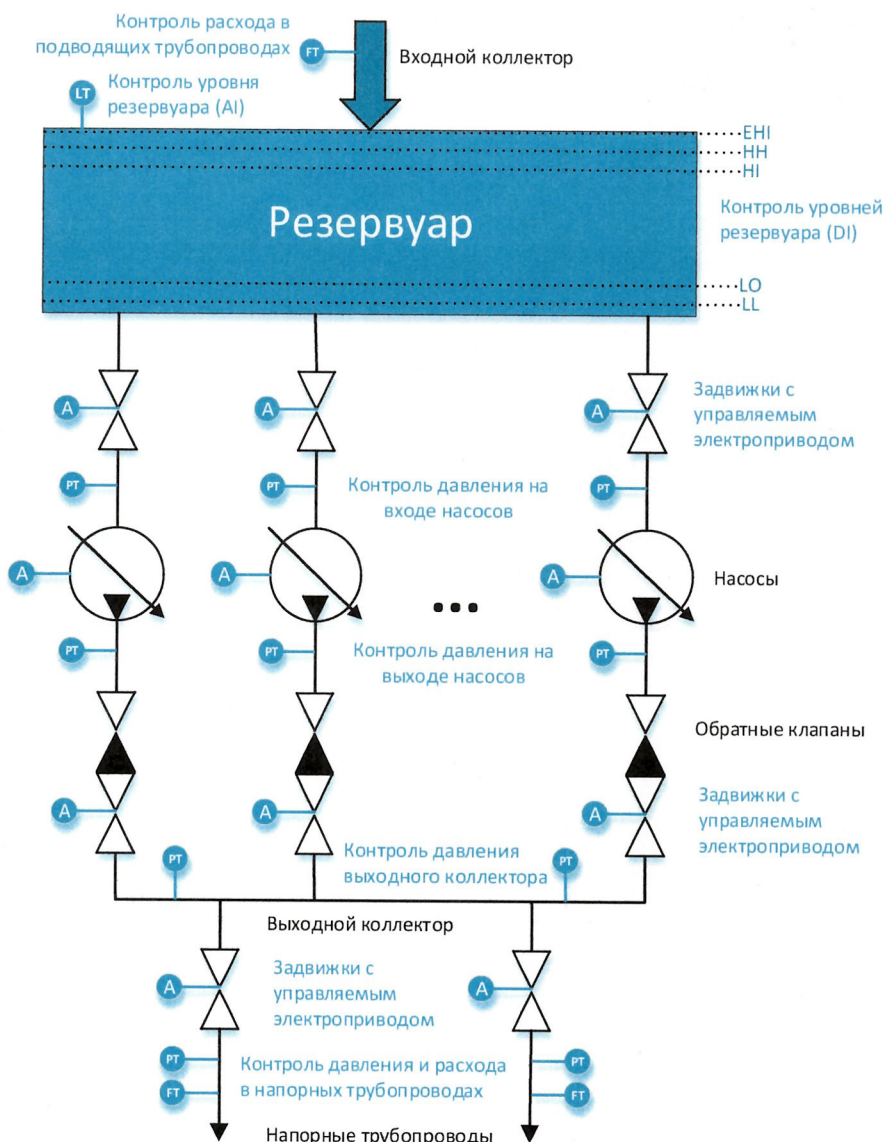 Контроль расхода в
подводящих трубопроводах
FT
Входной коллектор
LT
Контроль уровня
резервуара (AI)
EHI
HH
HI
Резервуар
Контроль уровней
резервуара (DI)
LO
LL
A
A
A
Задвижки с
управляемым
электроприводом
PT
PT
PT
Контроль давления на
входе насосов
A
A
A
Насосы
...
PT
PT
PT
Контроль давления на
выходе насосов
Обратные клапаны
A
A
A
Задвижки с
управляемым
электроприводом
Контроль давления
выходного коллектора
PT
PT
Выходной коллектор
A
A
Задвижки с
управляемым
электроприводом
PT
PT
Контроль давления и расхода
в напорных трубопроводах
FT
FT
Напорные трубопроводы